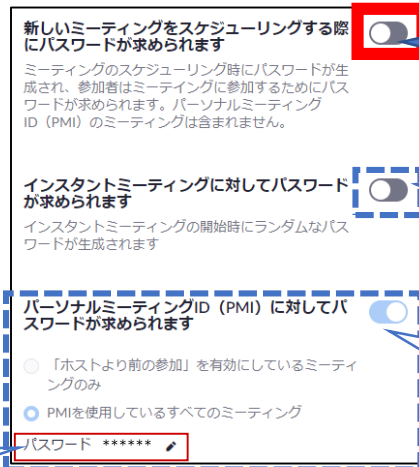 新しいミーティングをスケジューリングする際
にパスワードが求められます
ミーティングのスケジューリング時にパスワードが生
成され、参加者はミーテイングに参加するためにパス
ワードが求められます。パーソナルミーティング
ID（PMI）のミーティングは含まれません。
インスタントミーティングに対してパスワード
が求められます
インスタントミーティングの開始時にランダムなパス
ワードが生成されます
パーソナルミーティングID（PMI）に対してパ
スワードが求められます
「ホストより前の参加」を有効にしているミーティ
ングのみ
PMIを使用しているすべてのミーティング
パスワード ******